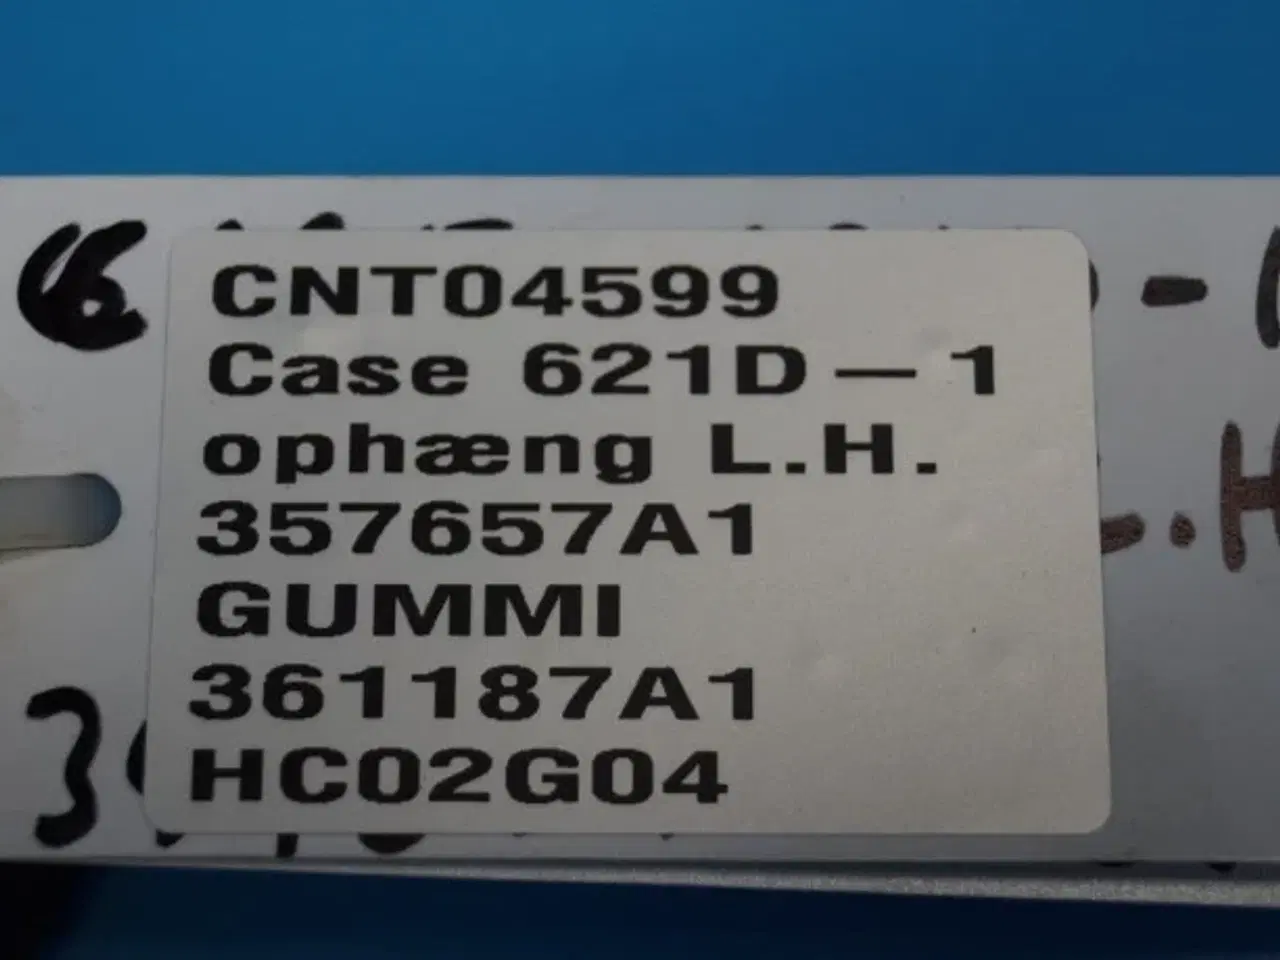 CNT04599
Case 621D – 1
ophæng L.H.
357657A1
GUMMI
361187A1
HC02G04